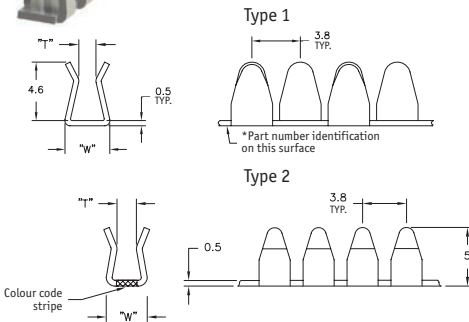 Type 1
"T"
3.8
TYP.
4.6
0.5
TYP.
"W"
*Part number identification
on this surface
Type 2
"T"
3.8
TYP.
0.5
5
Colour code
stripe
"W"